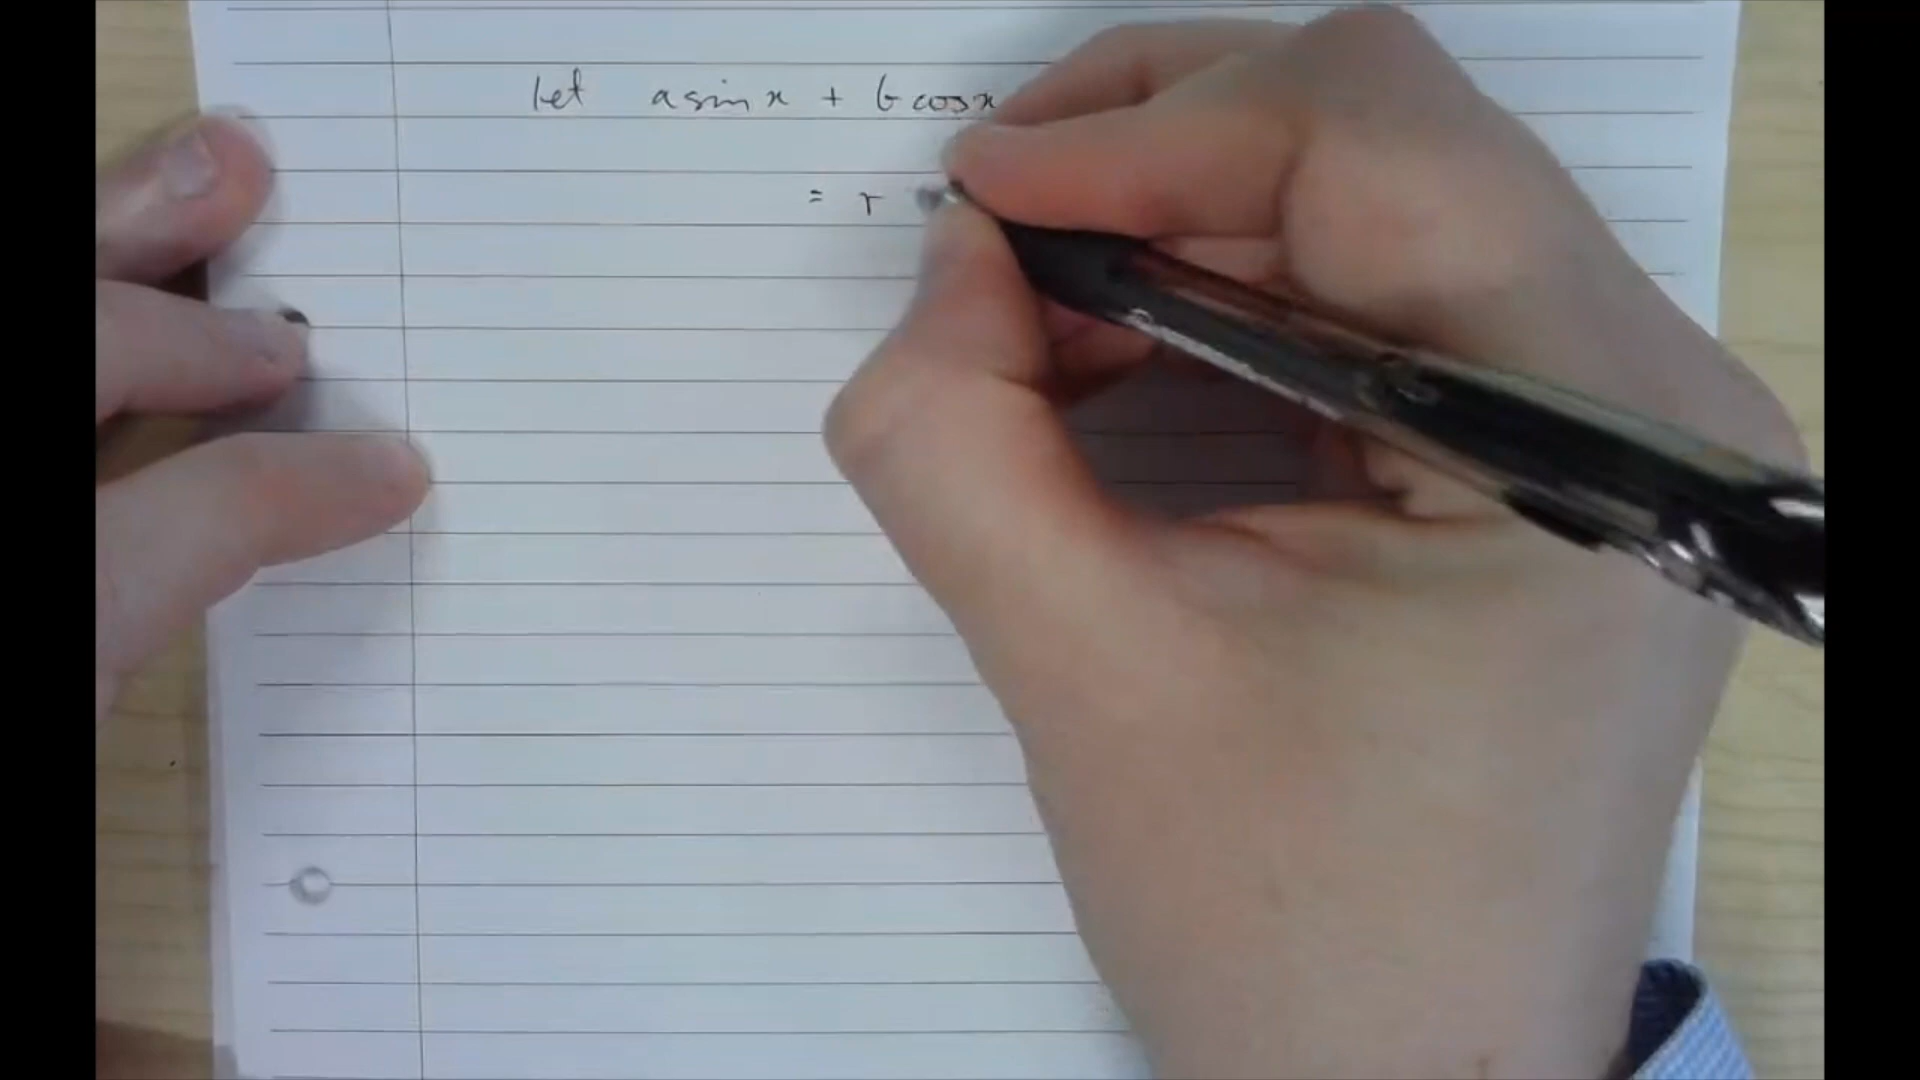 let a sin x + b cos x
= r